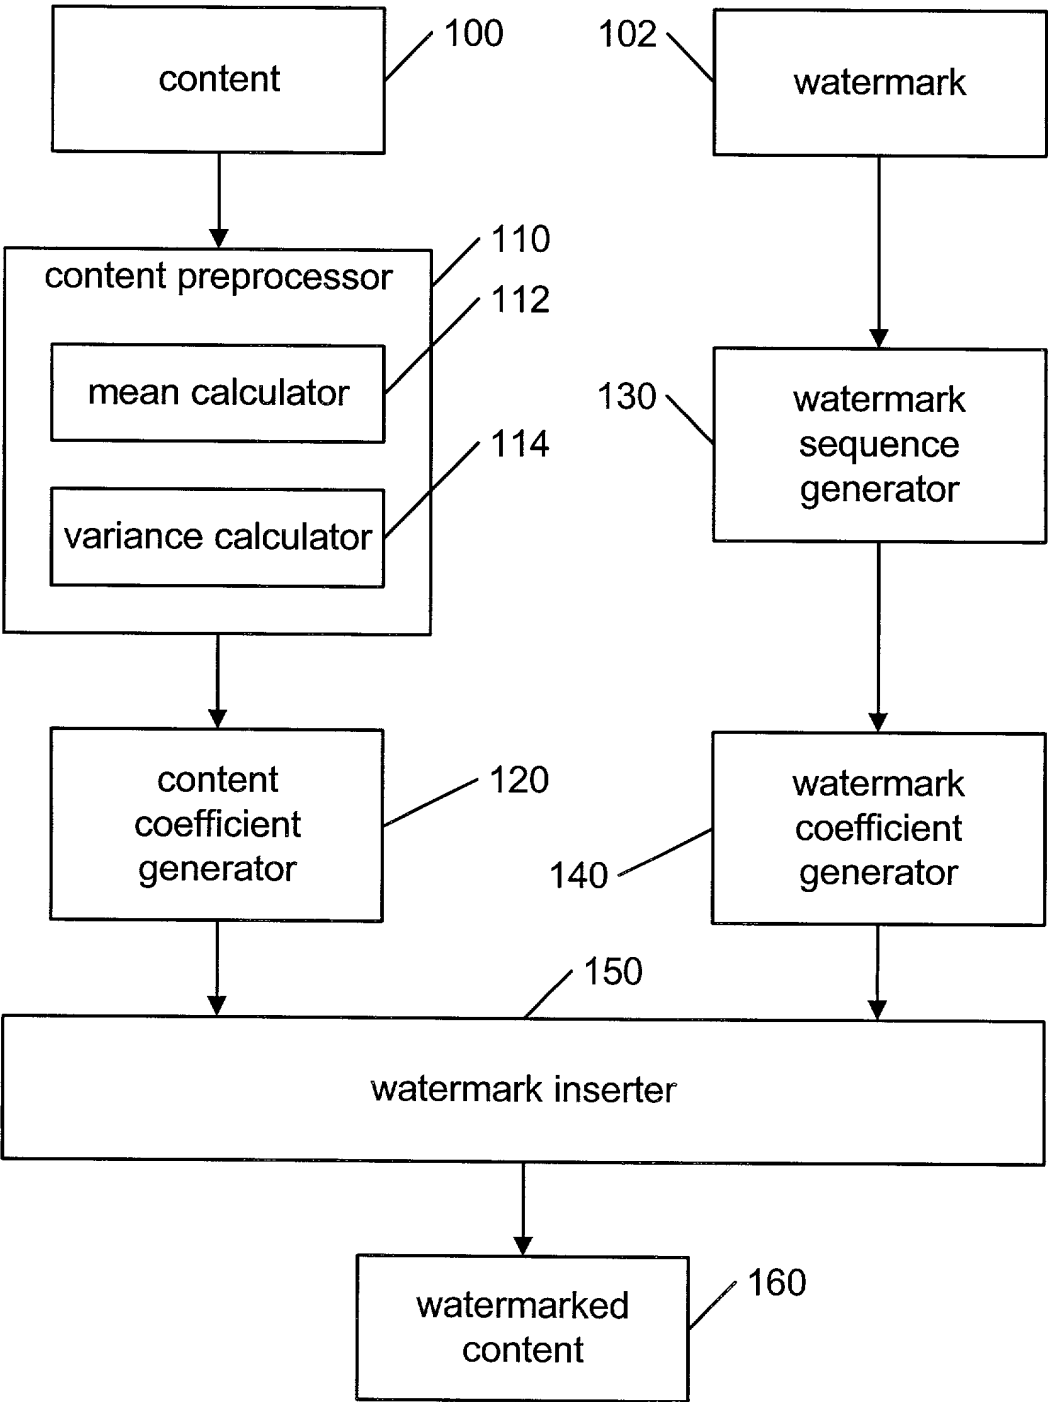 content
100
102
watermark
110
content preprocessor
112
mean calculator
130
watermark
sequence
generator
114
variance calculator
content
coefficient
generator
120
watermark
coefficient
generator
140
150
watermark inserter
watermarked
content
160